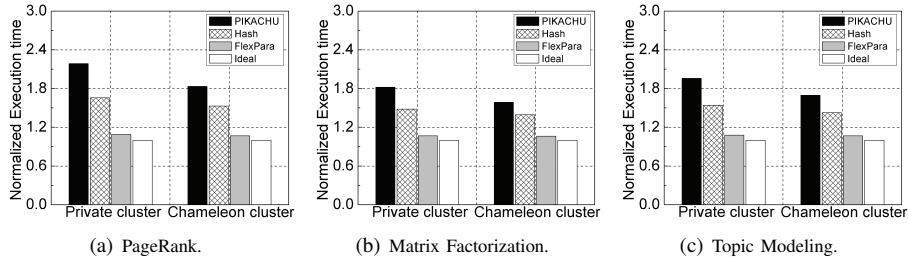 Normalized Execution time
3.0
2.4
1.8
1.2
0.6
0.0
PIKACHU
Hash
FlexPara
Ideal
Private cluster Chameleon cluster
(a) PageRank.
Normalized Execution time
3.0
2.4
1.8
1.2
0.6
0.0
PIKACHU
Hash
FlexPara
Ideal
Private cluster Chameleon cluster
(b) Matrix Factorization.
Normalized Execution time
3.0
2.4
1.8
1.2
0.6
0.0
PIKACHU
Hash
FlexPara
Ideal
Private cluster Chameleon cluster
(c) Topic Modeling.